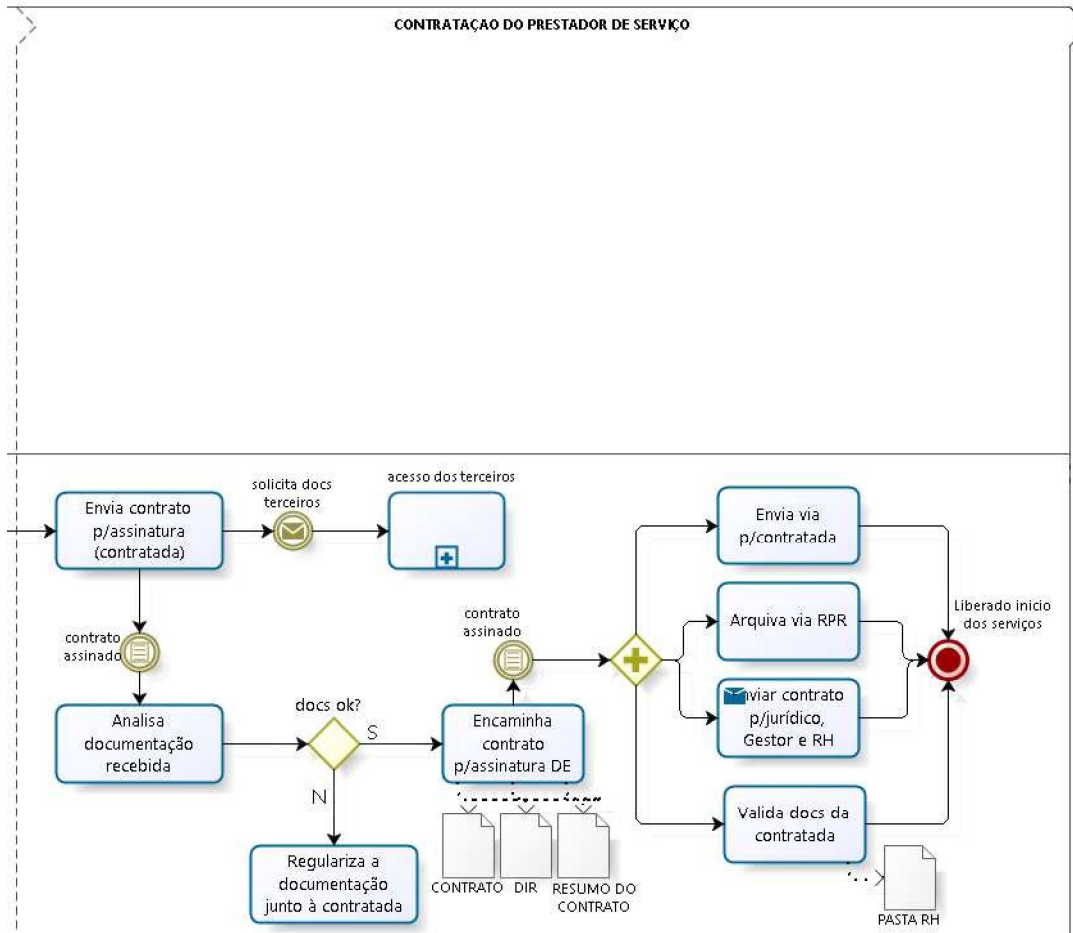 CONTRATAÇÃO DO PRESTADOR DE SERVIÇO
Envia contrato
p/assinatura
(contratada)
solicita docs
terceiros
acesso dos terceiros
contrato
assinado
Analisa
documentação
recebida
docs ok?
S
N
Regulariza a
documentação
junto à contratada
Encaminha
contrato
p/assinatura DE
contrato
assinado
CONTRATO
DIR
RESUMO DO
CONTRATO
Envia via
p/contratada
Arquiva via RPR
nviar contrato
p/jurídico,
Gestor e RH
Valida docs da
contratada
PASTA RH
Liberado inicio
dos serviços